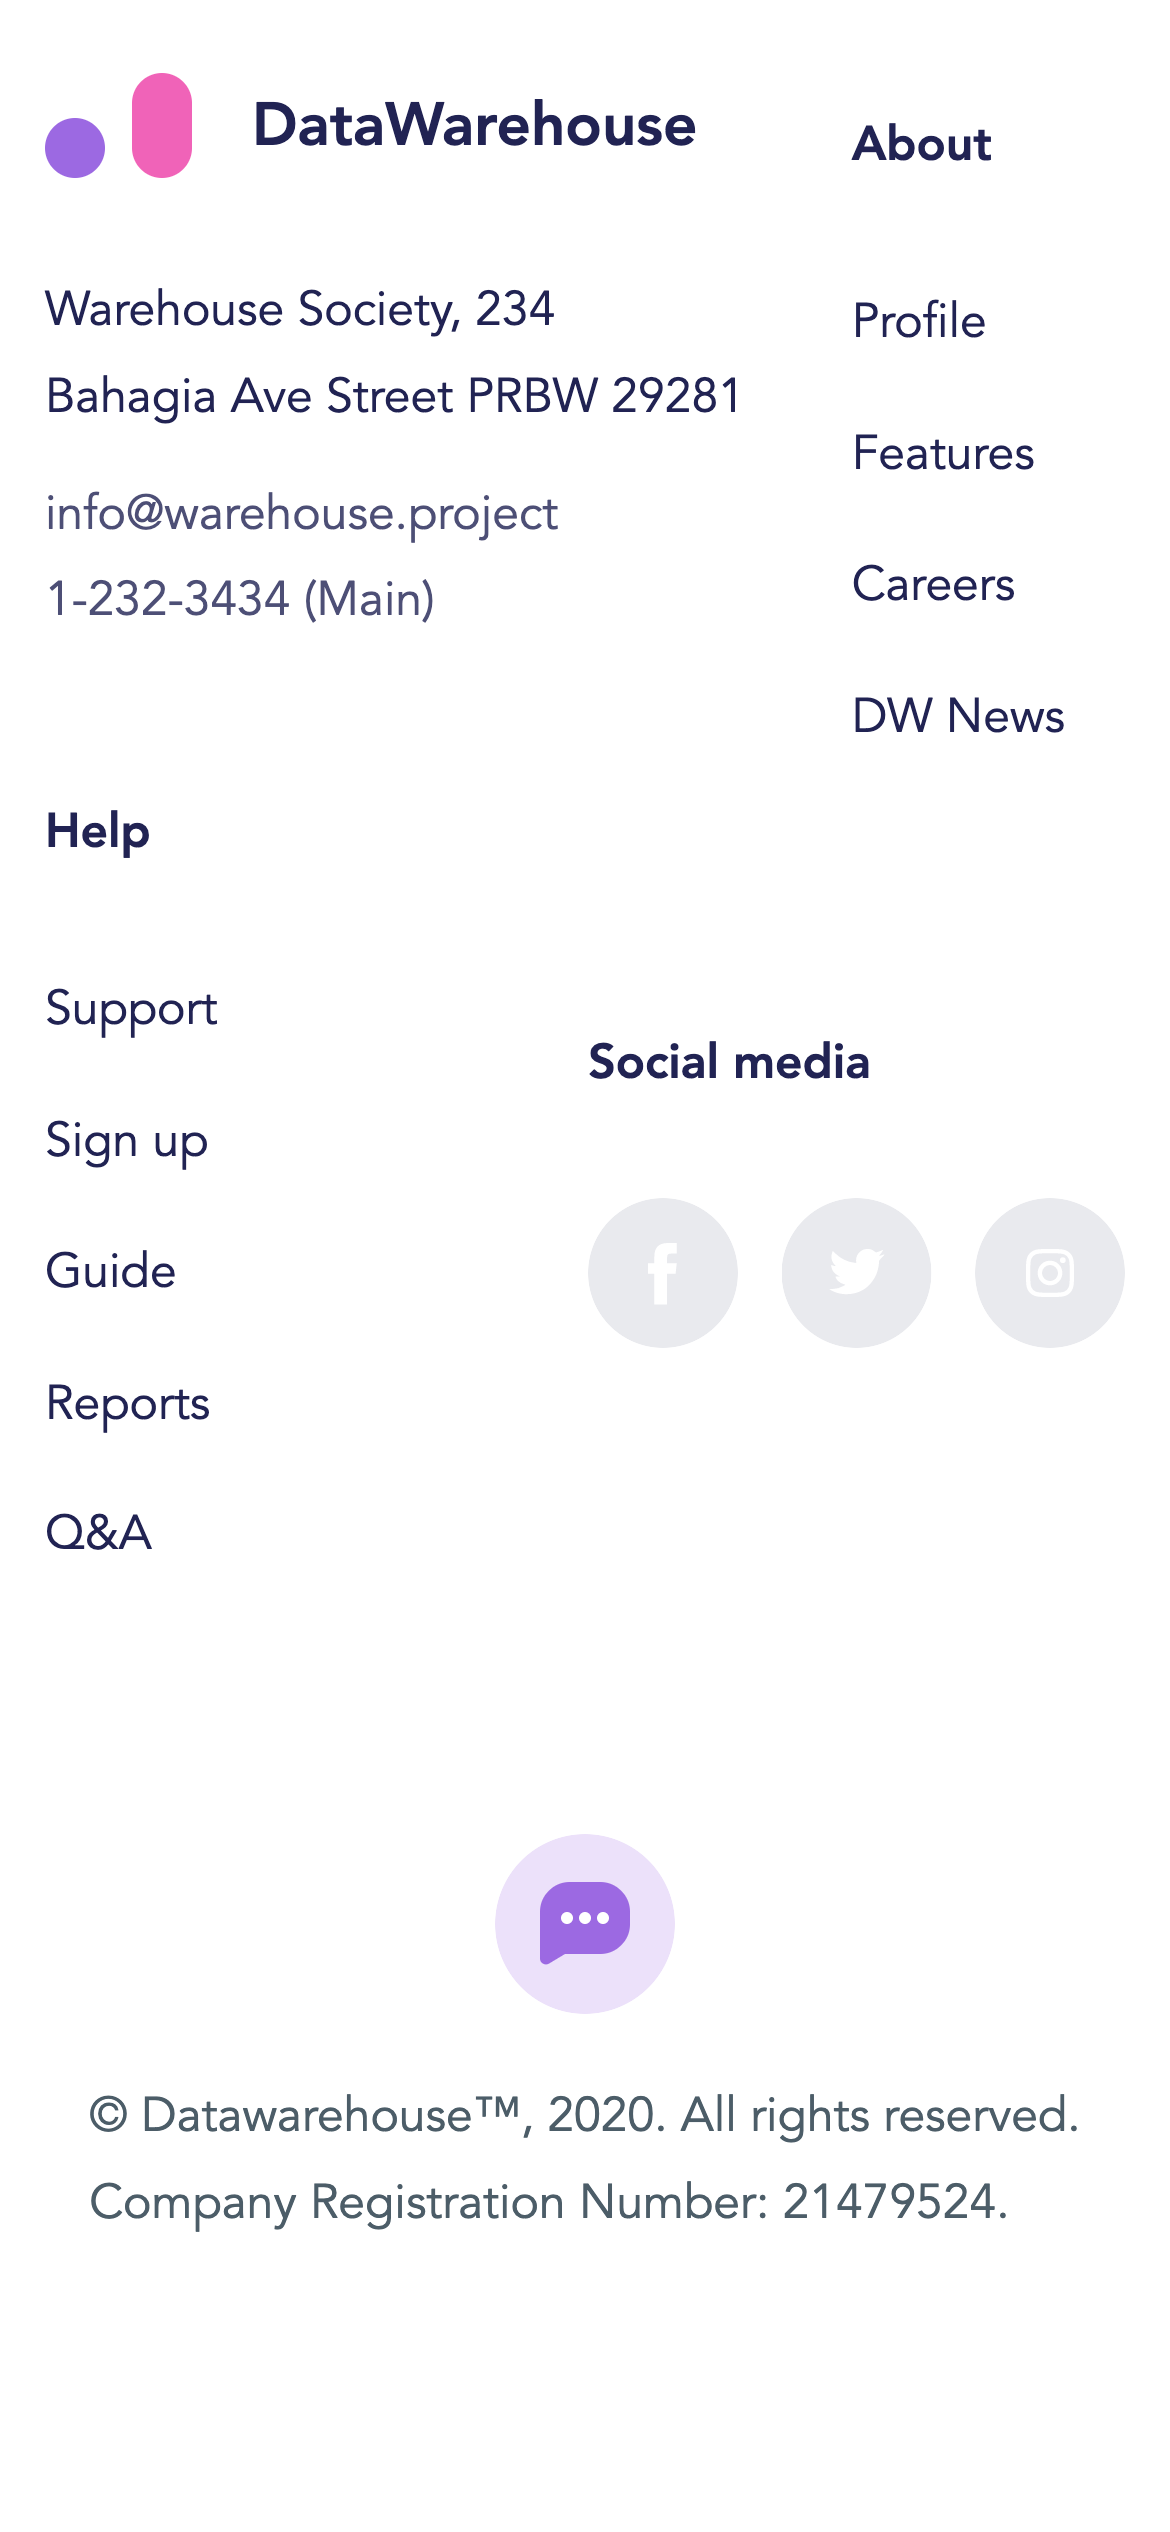 DataWarehouse
Warehouse Society, 234
Bahagia Ave Street PRBW 29281
info@warehouse.project
1-232-3434 (Main)
About
Profile
Features
Careers
DW News
Help
Support
Sign up
Guide
Reports
Q&A
Social media
© Datawarehouse™, 2020. All rights reserved.
Company Registration Number: 21479524.